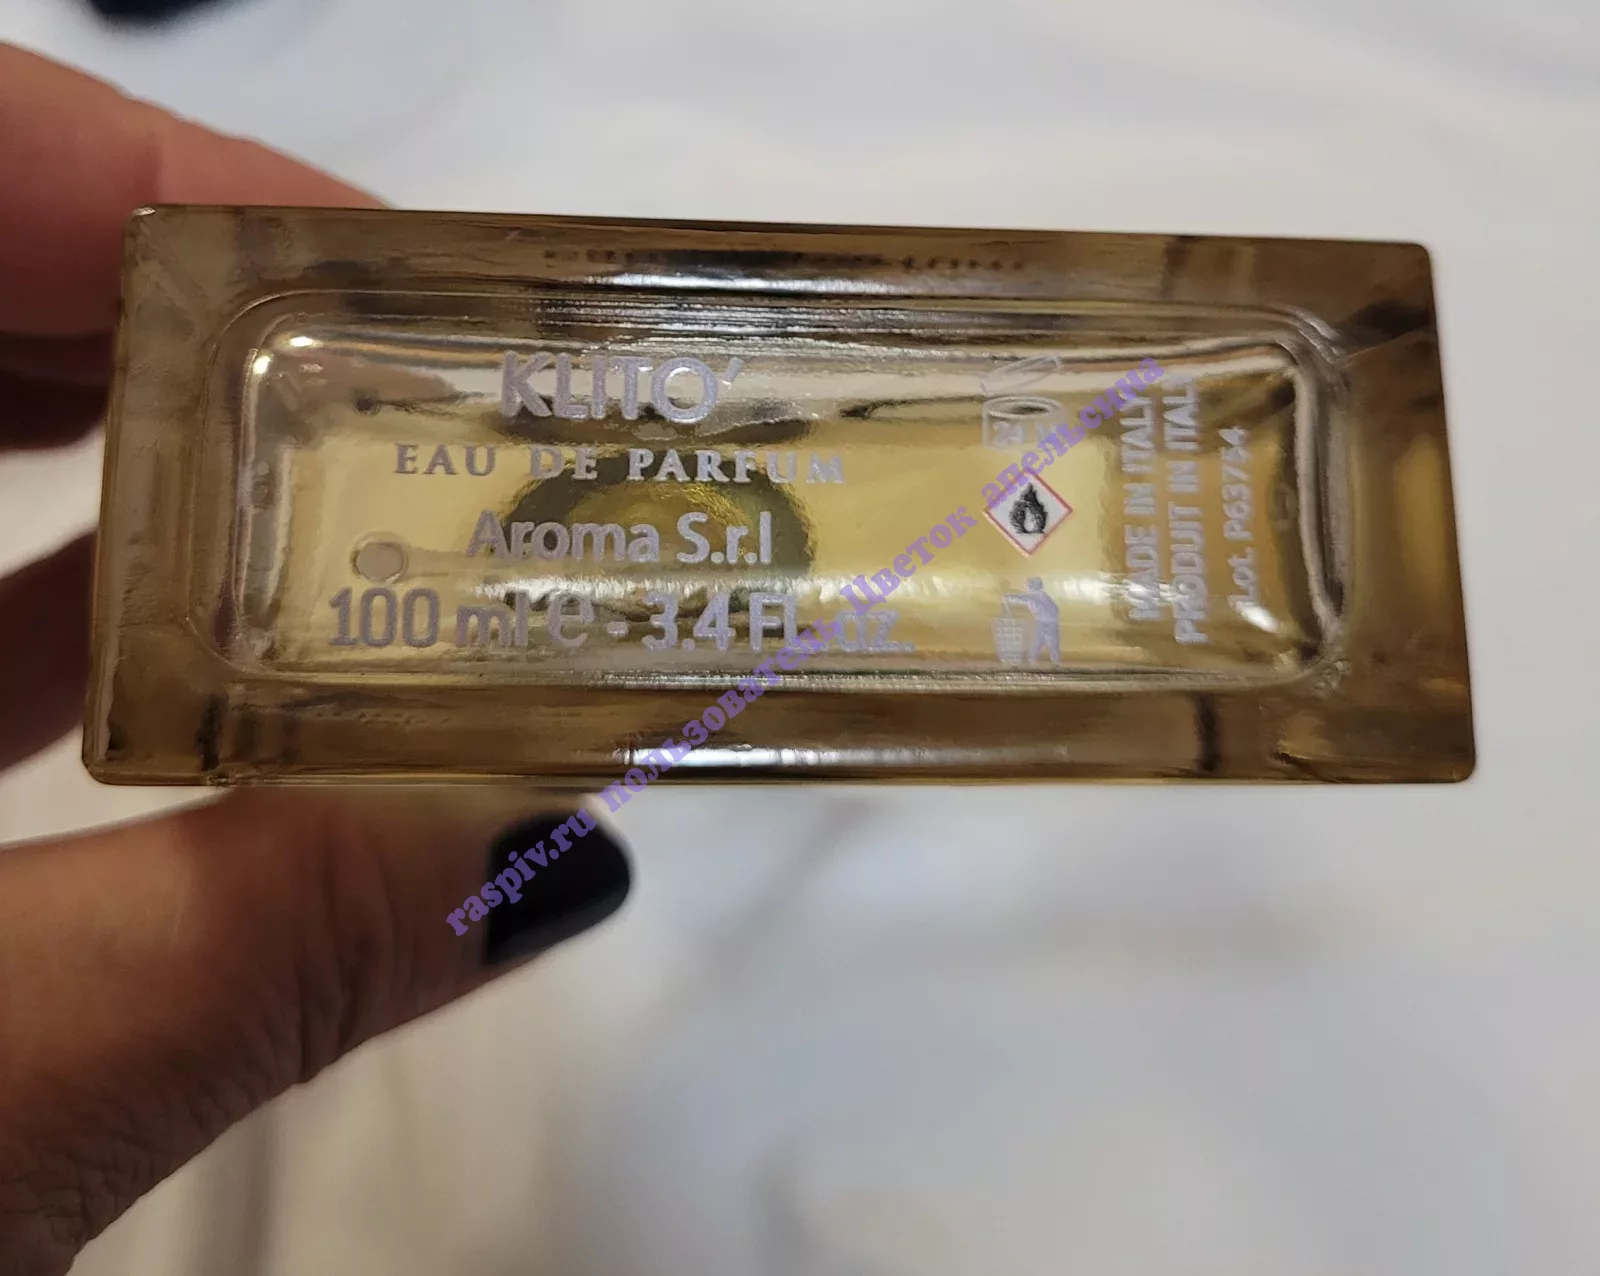 KLITO'
EAU DE PARFUM
Aroma S.r.l
100 ml e - 3.4 FL. oz.
MADE IN ITALY
PRODUIT IN ITALY
Lot. P63754
raspiv.ru пользователь Цветок апельсина